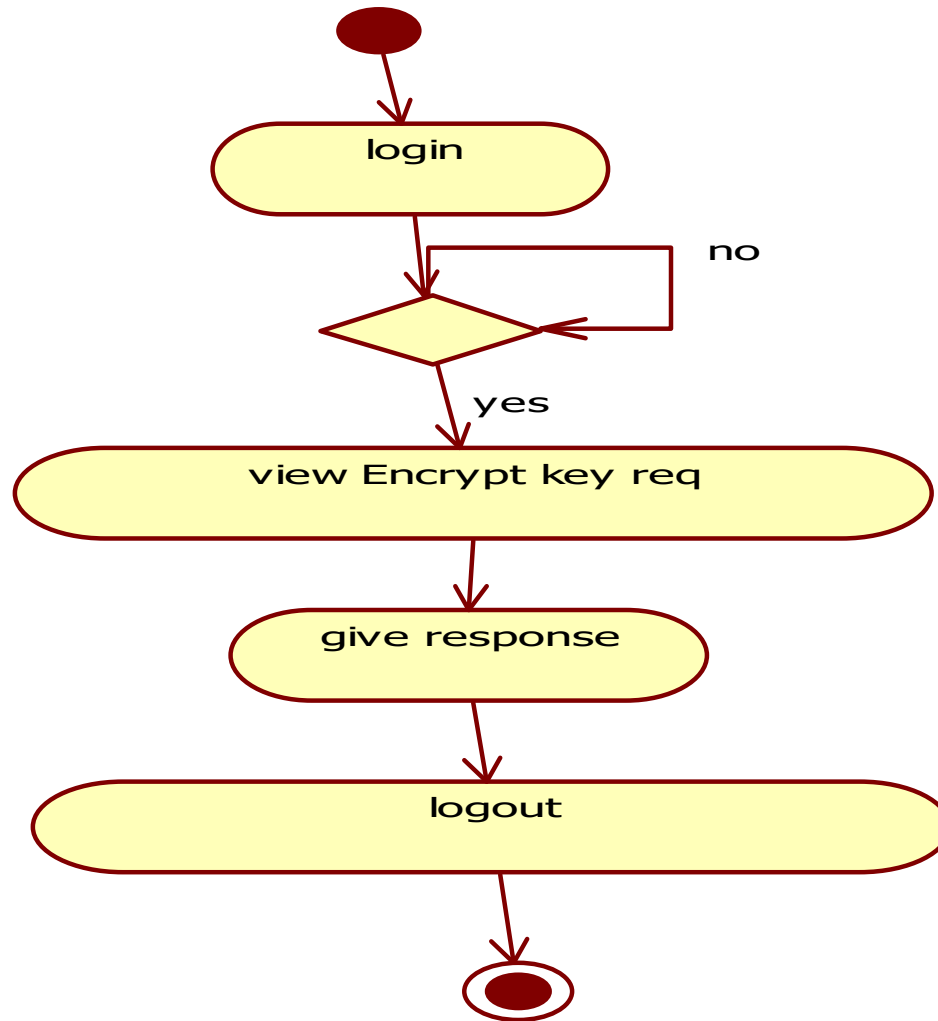 login
no
yes
view Encrypt key req
give response
logout